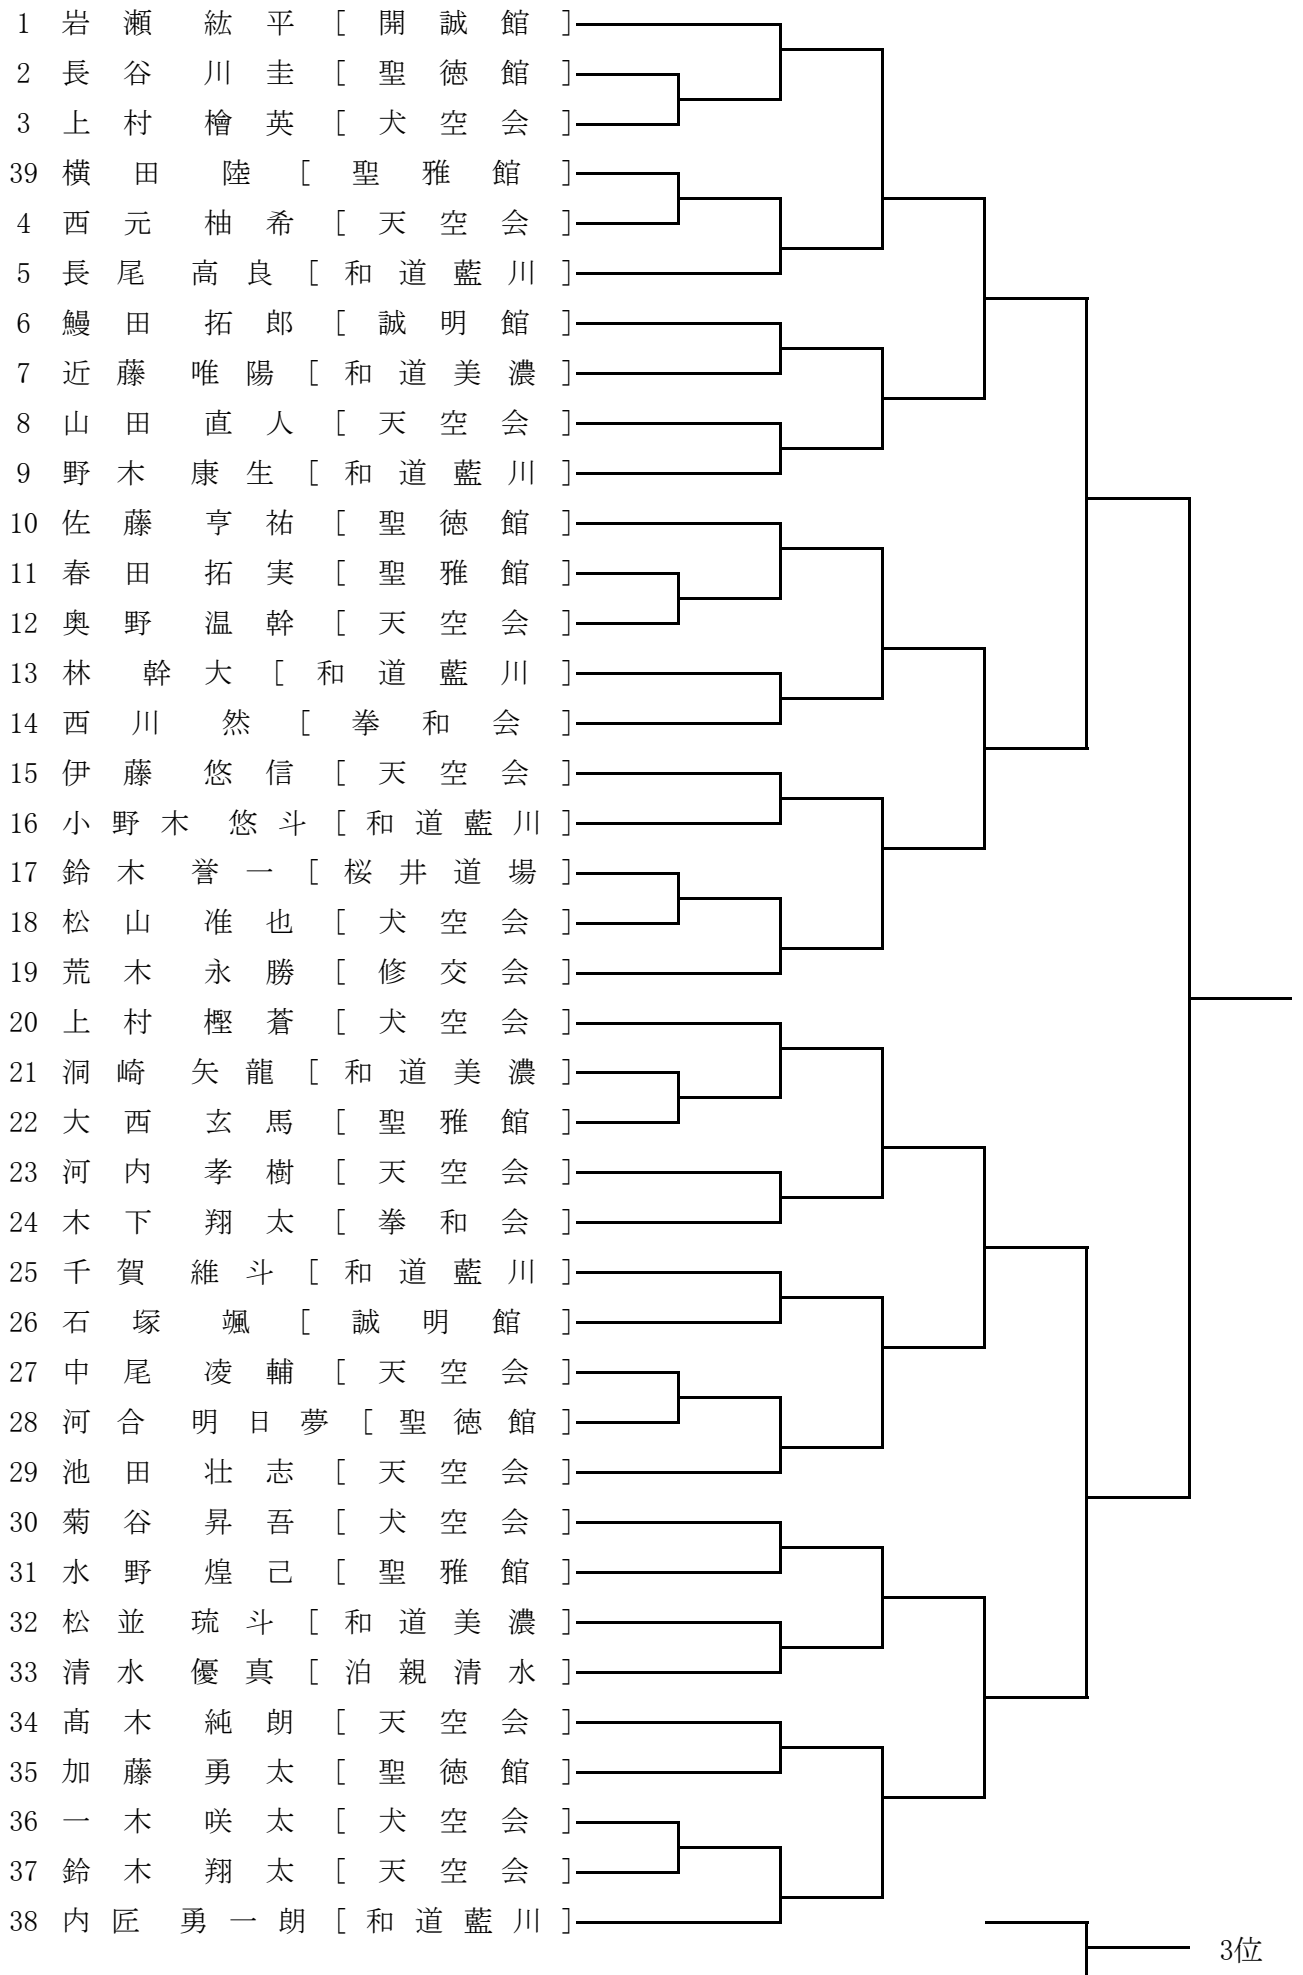 1 岩瀬 紘平 [開誠館]
2 長谷川圭 [聖徳館]
3 上村 檜英 [犬空会]
39 横田 陸 [聖雅館]
4 西元 柚希 [天空会]
5 長尾 高良 [和道藍川]
6 鰻田 拓郎 [誠明館]
7 近藤 唯陽 [和道美濃]
8 山田 直人 [天空会]
9 野木 康生 [和道藍川]
10 佐藤 亨祐 [聖徳館]
11 春田 拓実 [聖雅館]
12 奥野 温幹 [天空会]
13 林 幹大 [和道藍川]
14 西川 然 [拳和会]
15 伊藤 悠信 [天空会]
16 小野木 悠斗 [和道藍川]
17 鈴木 誉一 [桜井道場]
18 松山 准也 [犬空会]
19 荒木 永勝 [修交会]
20 上村 樫蒼 [犬空会]
21 洞崎 矢龍 [和道美濃]
22 大西 玄馬 [聖雅館]
23 河内 孝樹 [天空会]
24 木下 翔太 [拳和会]
25 千賀 維斗 [和道藍川]
26 石塚 颯 [誠明館]
27 中尾 凌輔 [天空会]
28 河合 明日夢 [聖徳館]
29 池田 壮志 [天空会]
30 菊谷 昇吾 [犬空会]
31 水野 煌己 [聖雅館]
32 松並 琉斗 [和道美濃]
33 清水 優真 [泊親清水]
34 髙木 純朗 [天空会]
35 加藤 勇太 [聖徳館]
36 一木 咲太 [犬空会]
37 鈴木 翔太 [天空会]
38 内匠 勇一朗 [和道藍川]
3位